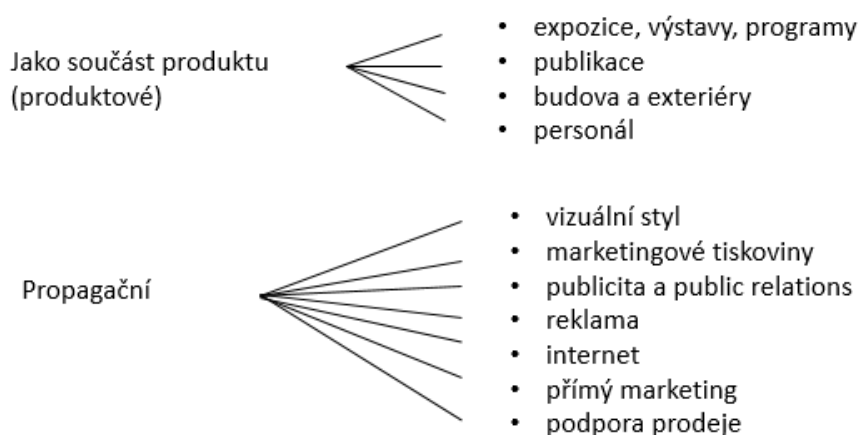 Jako součást produktu
(produktové)
• expozice, výstavy, programy
• publikace
• budova a exteriéry
• personál
Propagační
• vizuální styl
• marketingové tiskoviny
• publicita a public relations
• reklama
• internet
• přímý marketing
• podpora prodeje